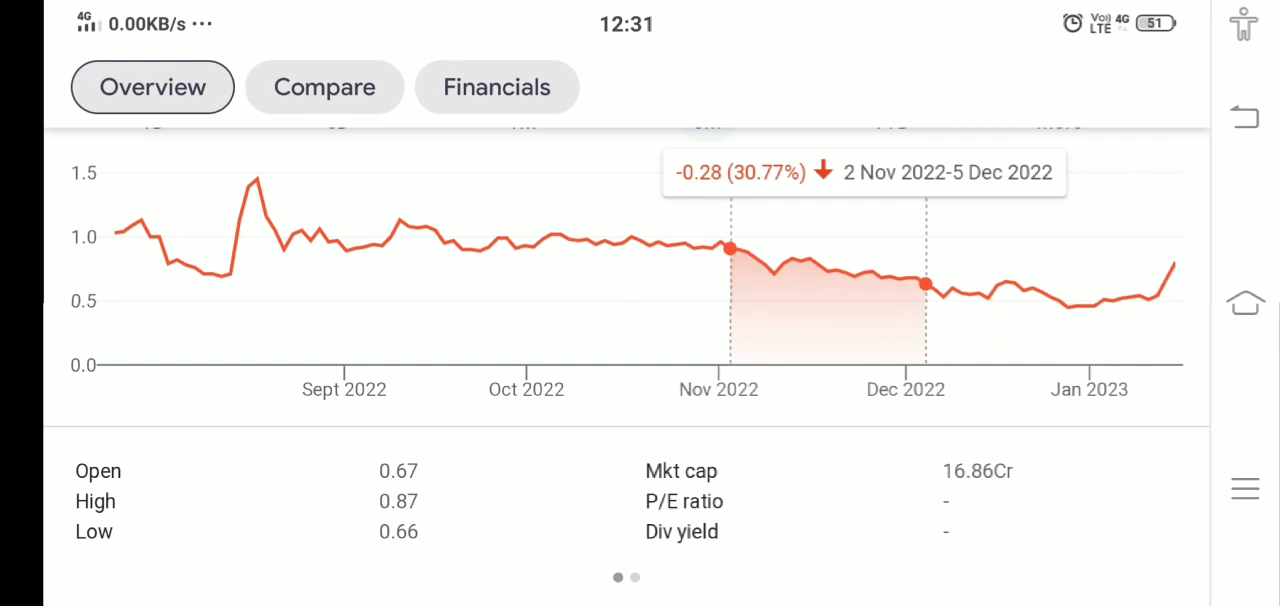 4G 0.00KB/s ··· 12:31 Vo) LTE 4G 51
Overview Compare Financials
1.5
-0.28 (30.77%) 2 Nov 2022-5 Dec 2022
1.0
0.5
0.0
Sept 2022 Oct 2022 Nov 2022 Dec 2022 Jan 2023
Open 0.67 Mkt cap 16.86Cr
High 0.87 P/E ratio -
Low 0.66 Div yield -